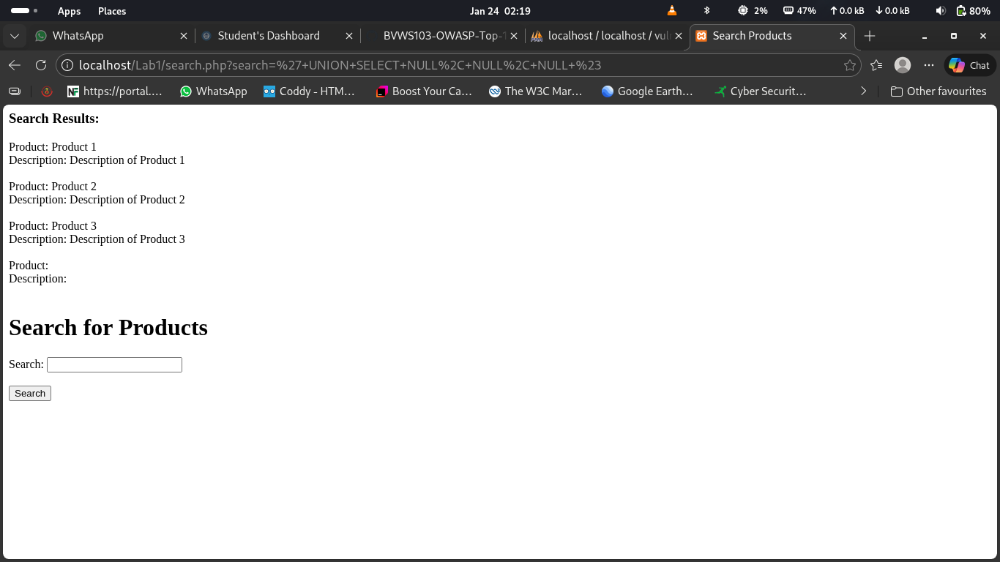 Apps Places Jan 24 02:19 2% 47% 0.0 kB 0.0 kB 80%
WhatsApp Student's Dashboard BVWS103-OWASP-Top-1 localhost / localhost / vuln Search Products
localhost/Lab1/search.php?search=%27+UNION+SELECT+NULL%2C+NULL%2C+NULL+%23 Chat
https://portal.... WhatsApp Coddy - HTM... Boost Your Ca... The W3C Mar... Google Earth... Cyber Securit... Other favourites
Search Results:
Product: Product 1
Description: Description of Product 1
Product: Product 2
Description: Description of Product 2
Product: Product 3
Description: Description of Product 3
Product:
Description:
Search for Products
Search:
Search